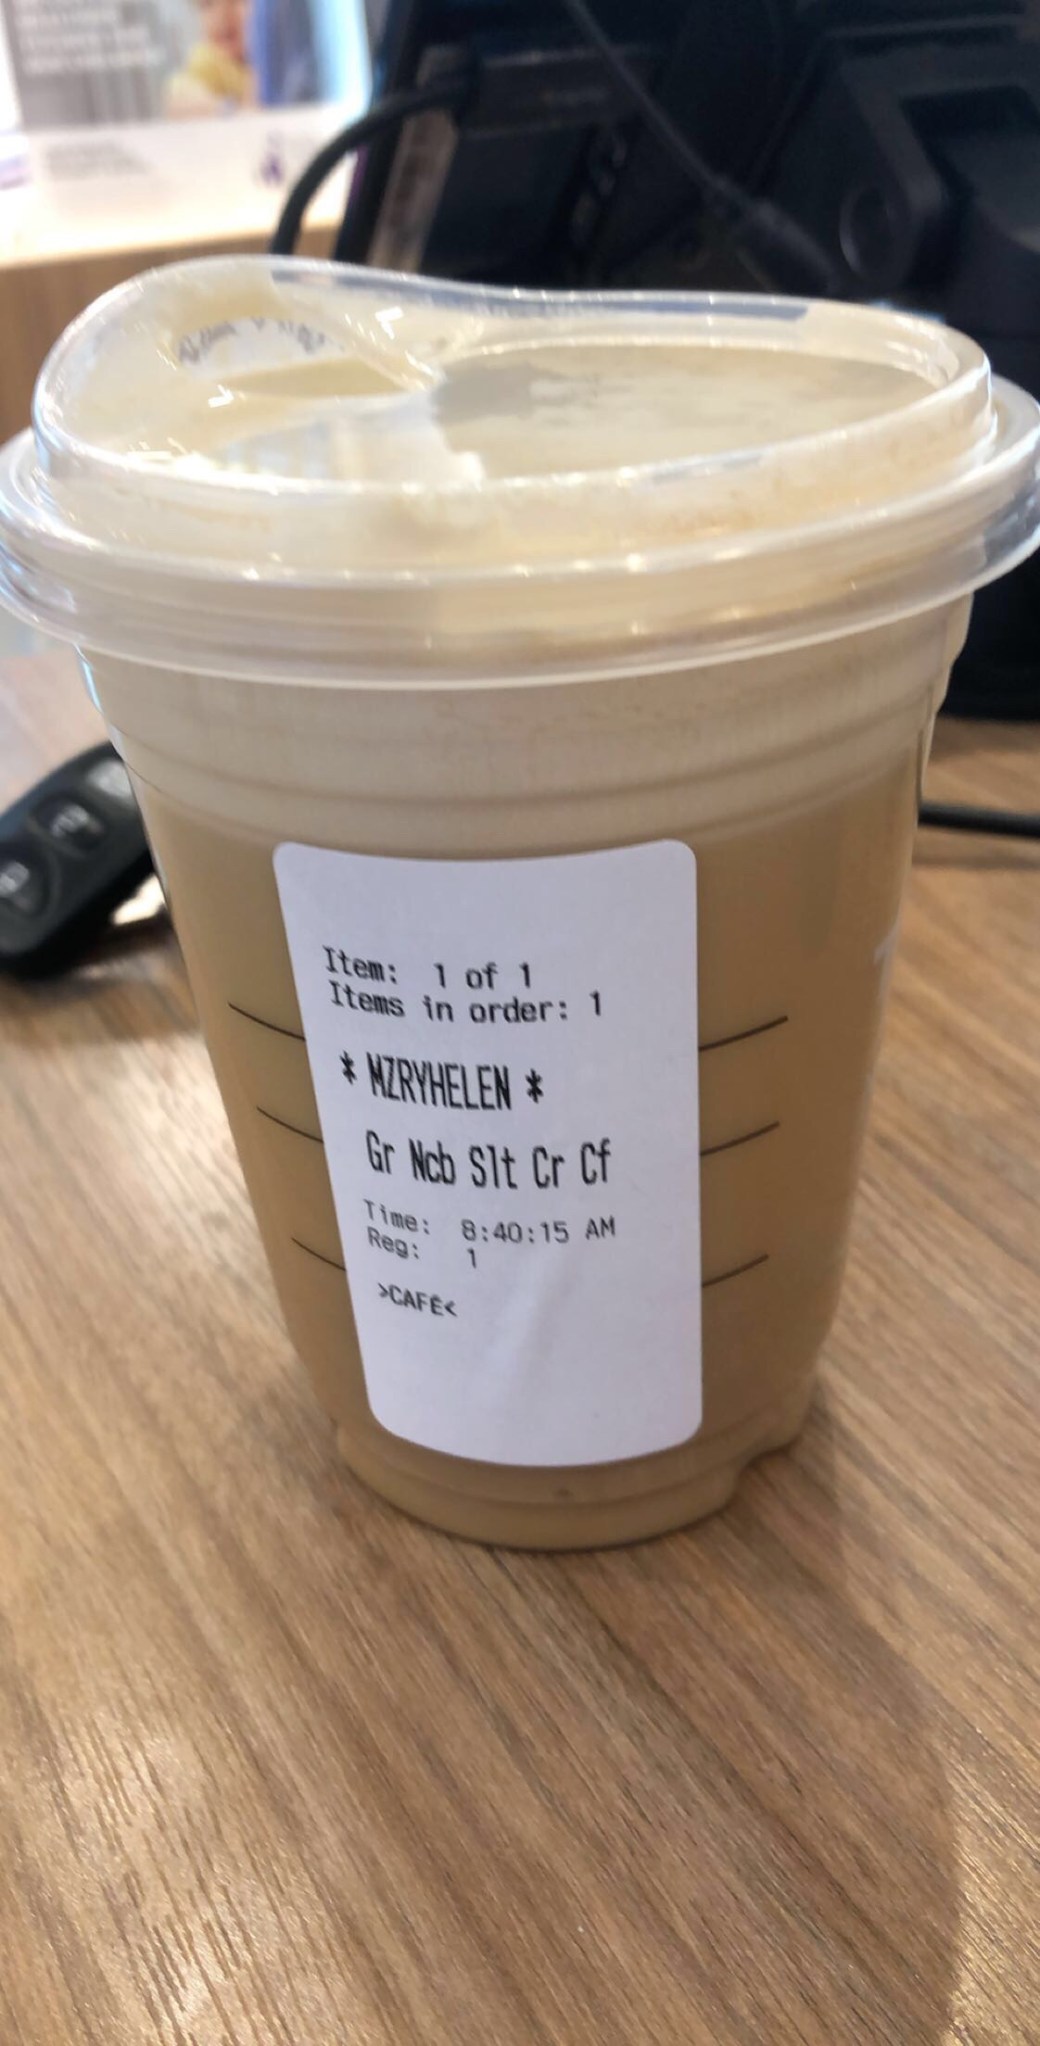 Item: 1 of 1
Items in order: 1
* MZRYHELEN *
Gr Ncb Slt Cr Cf
Time: 8:40:15 AM
Reg: 1
>CAFE<